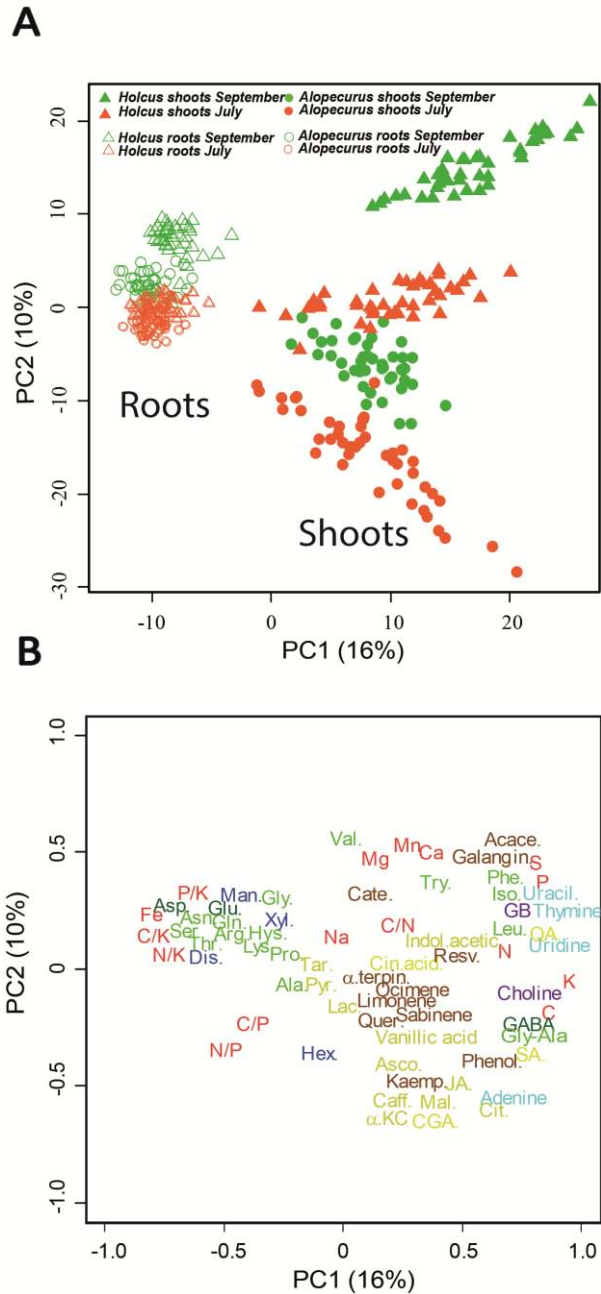 A
Holcus shoots September Alopecurus shoots September
Holcus shoots July Alopecurus shoots July
Holcus roots September Alopecurus roots September
Holcus roots July Alopecurus roots July
20
10
0
-10
-20
-30
PC2 (10%)
Roots
Shoots
-10 0 10 20
PC1 (16%)
B
1.0
0.5
0
-0.5
-1.0
PC2 (10%)
Val. Mn Acace.
Mg Ca Galangin S
P/K Man. Gly. Cate. Try. Phe. P
Asp. Glu. Iso. Uracil.
Fe Asn. Gln. Xyl. C/N GB Thymine
C/K Ser. Arg. Hys. Na Indol.acetic Leu. OA
N/K Thr. Lys. Resv. N Uridine
Dis. Pro. Tar. Cin.acid.
Ala. Pyr. α.terpin. K
Ocimene Choline
Lac. Limonene C
C/P Quer. Sabinene GABA
Vanillic acid Gly-Ala
N/P Hex. Phenol. SA.
Asco.
Kaemp. JA. Adenine
Caff. Mal. Cit.
α.KC CGA.
-1.0 -0.5 0 0.5 1.0
PC1 (16%)